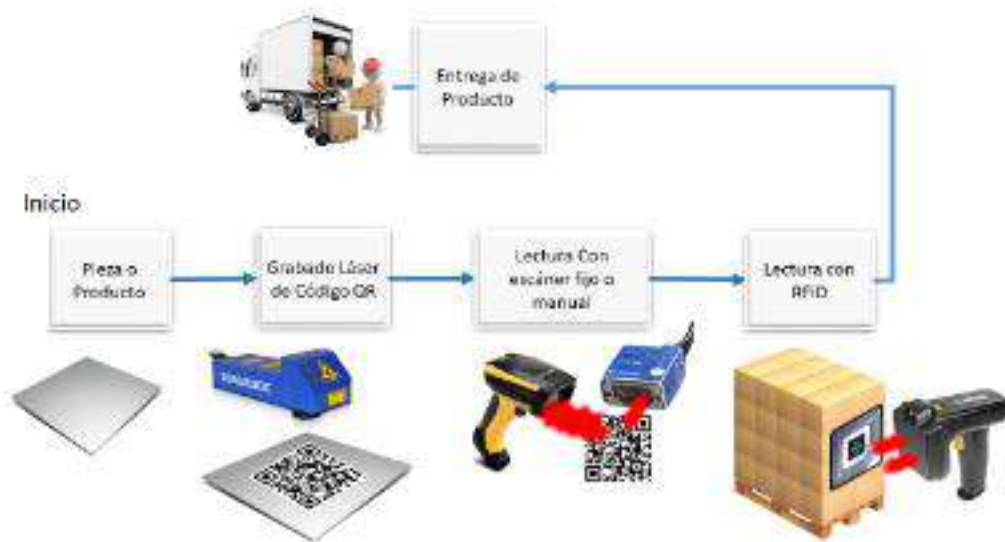 Entrega de
Producto
Inicio
Pieza o
Producto
Grabado Láser
de Código QR
Lectura Con
escáner fijo o
manual
Lectura con
RFID